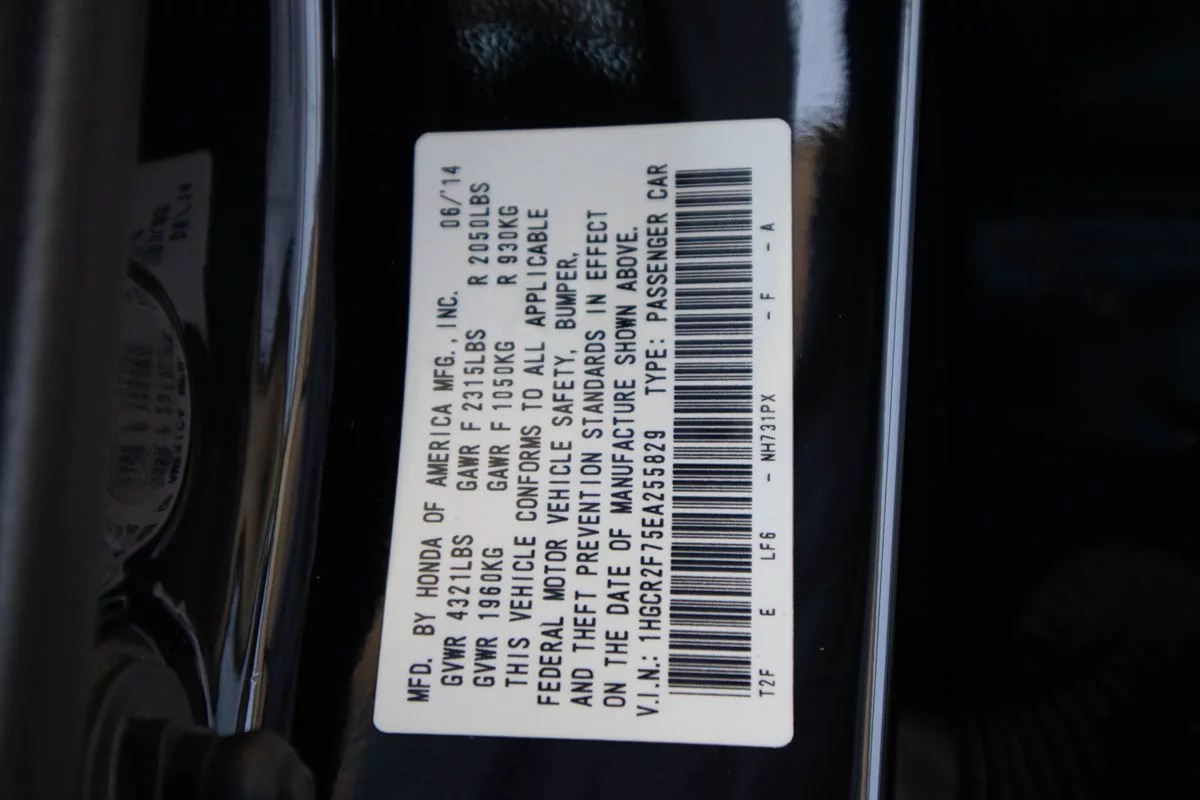 MFD. BY HONDA OF AMERICA MFG.,INC. 06/'14
GVWR 4321LBS GAWR F 2315LBS R 2050LBS
GVWR 1960KG GAWR F 1050KG R 930KG
THIS VEHICLE CONFORMS TO ALL APPLICABLE
FEDERAL MOTOR VEHICLE SAFETY, BUMPER,
AND THEFT PREVENTION STANDARDS IN EFFECT
ON THE DATE OF MANUFACTURE SHOWN ABOVE.
V.I.N.: 1HGCR2F75EA255829 TYPE: PASSENGER CAR
T2F E LF6 - NH731PX - F - A